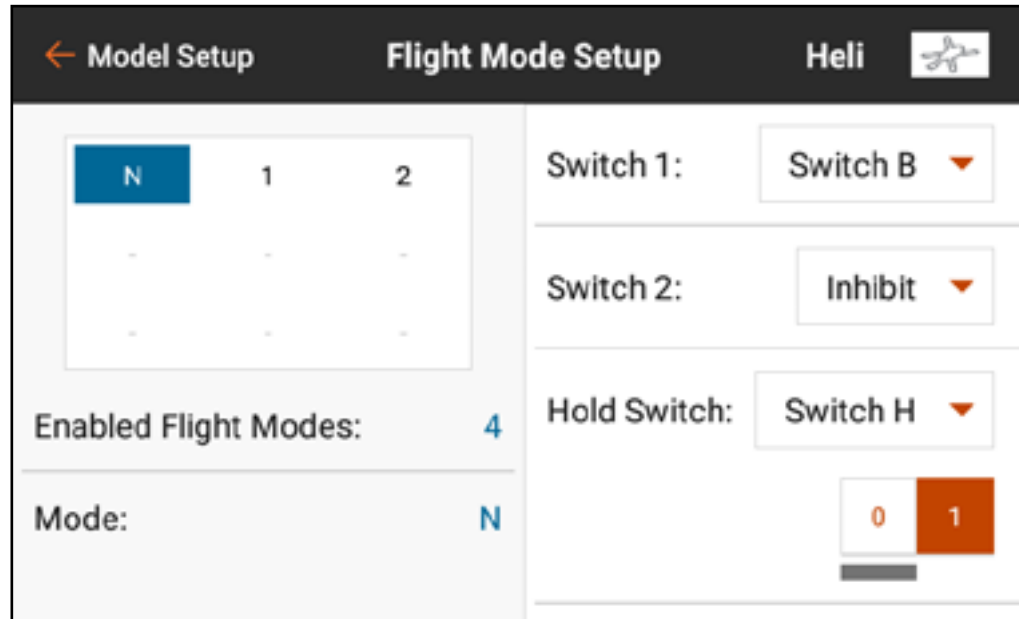 ← Model Setup Flight Mode Setup Heli
N 1 2
- - -
- - -
Enabled Flight Modes: 4
Mode: N
Switch 1: Switch B
Switch 2: Inhibit
Hold Switch: Switch H
0 1